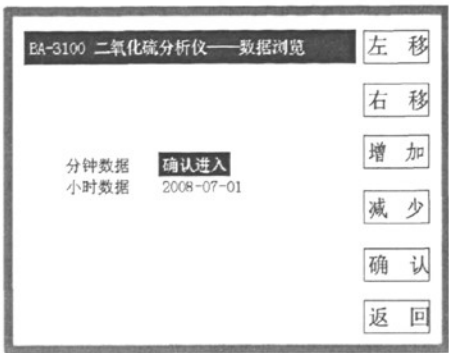 EA-3100 二氧化硫分析仪——数据浏览
分钟数据 确认进入
小时数据 2008-07-01
左 移
右 移
增 加
减 少
确 认
返 回